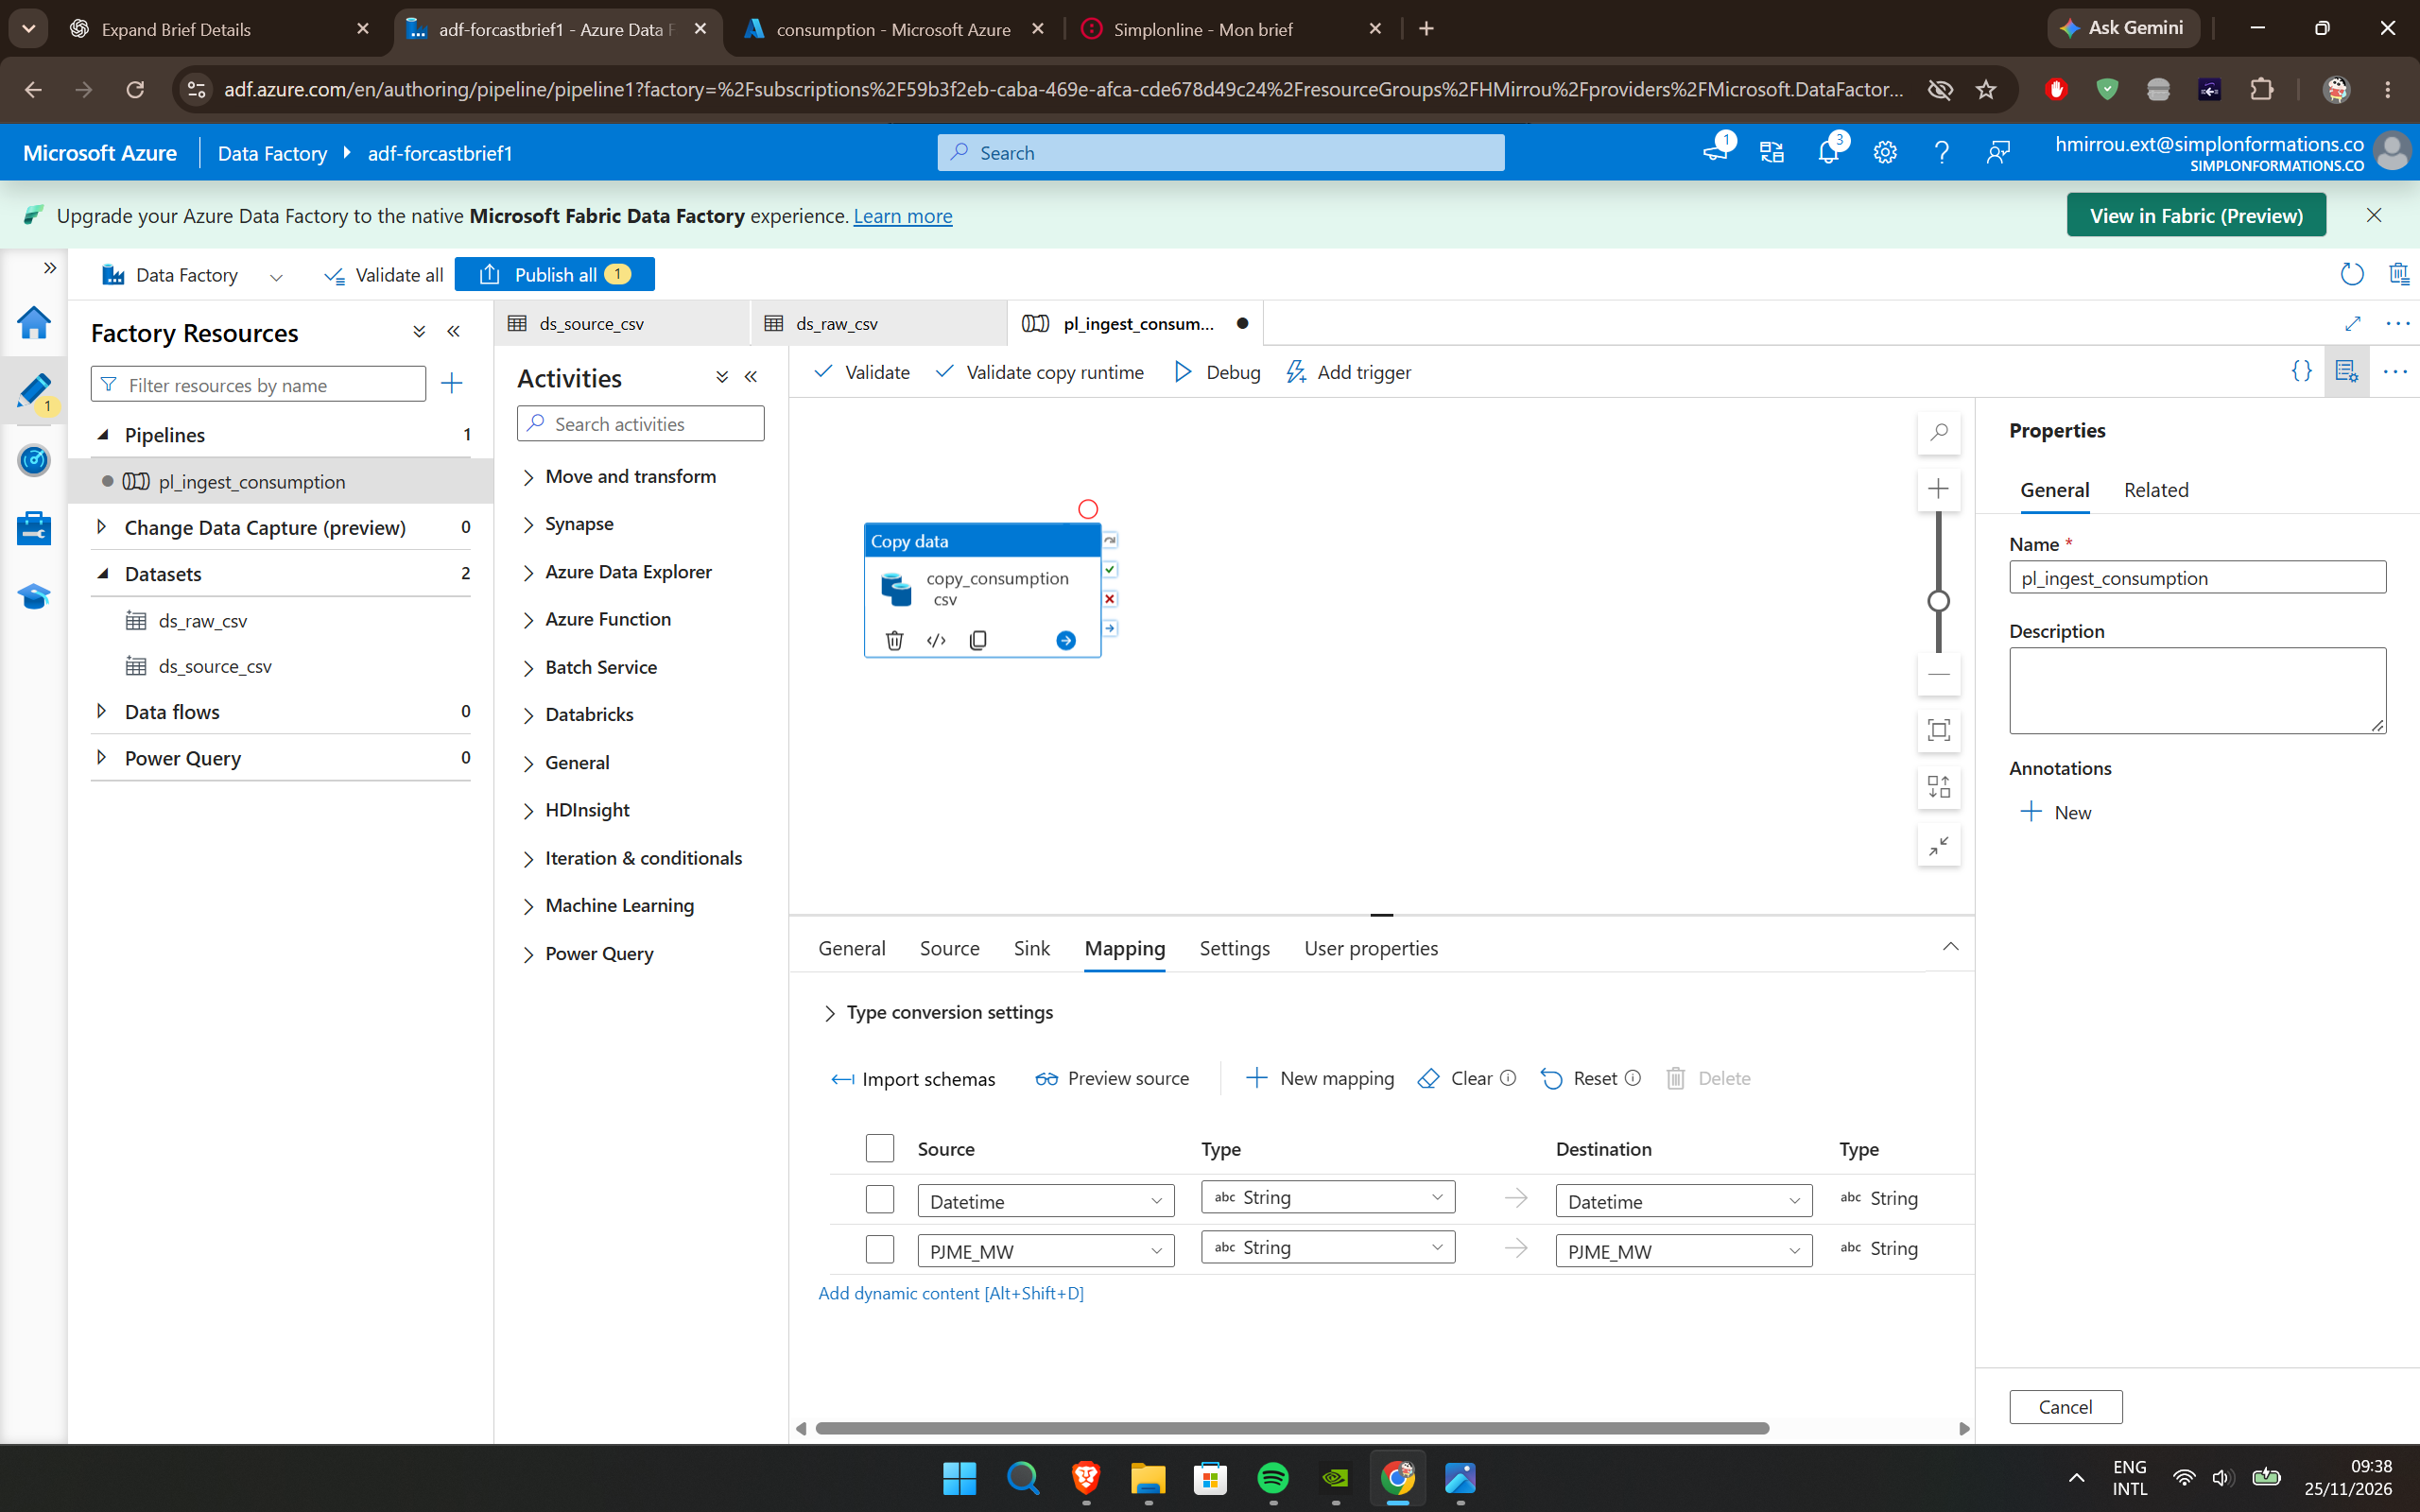 Expand Brief Details
adf-forcastbrief1 - Azure Data F
consumption - Microsoft Azure
Simplonline - Mon brief
Ask Gemini
adf.azure.com/en/authoring/pipeline/pipeline1?factory=%2Fsubscriptions%2F59b3f2eb-caba-469e-afca-cde678d49c24%2FresourceGroups%2FHMirrou%2Fproviders%2FMicrosoft.DataFactor...
Microsoft Azure
Data Factory
adf-forcastbrief1
Search
1
3
hmirrou.ext@simplonformations.co
SIMPLONFORMATIONS.CO
Upgrade your Azure Data Factory to the native Microsoft Fabric Data Factory experience. Learn more
View in Fabric (Preview)
Data Factory
Validate all
Publish all 1
1
Factory Resources
Filter resources by name
Pipelines 1
pl_ingest_consumption
Change Data Capture (preview) 0
Datasets 2
ds_raw_csv
ds_source_csv
Data flows 0
Power Query 0
ds_source_csv
ds_raw_csv
pl_ingest_consum...
Activities
Search activities
Move and transform
Synapse
Azure Data Explorer
Azure Function
Batch Service
Databricks
General
HDInsight
Iteration & conditionals
Machine Learning
Power Query
Validate
Validate copy runtime
Debug
Add trigger
Copy data
copy_consumption
csv
General
Source
Sink
Mapping
Settings
User properties
Type conversion settings
Import schemas
Preview source
New mapping
Clear
Reset
Delete
Source Type Destination Type
Datetime abc String Datetime abc String
PJME_MW abc String PJME_MW abc String
Add dynamic content [Alt+Shift+D]
Properties
General
Related
Name *
pl_ingest_consumption
Description
Annotations
New
Cancel
ENG
INTL
09:38
25/11/2026